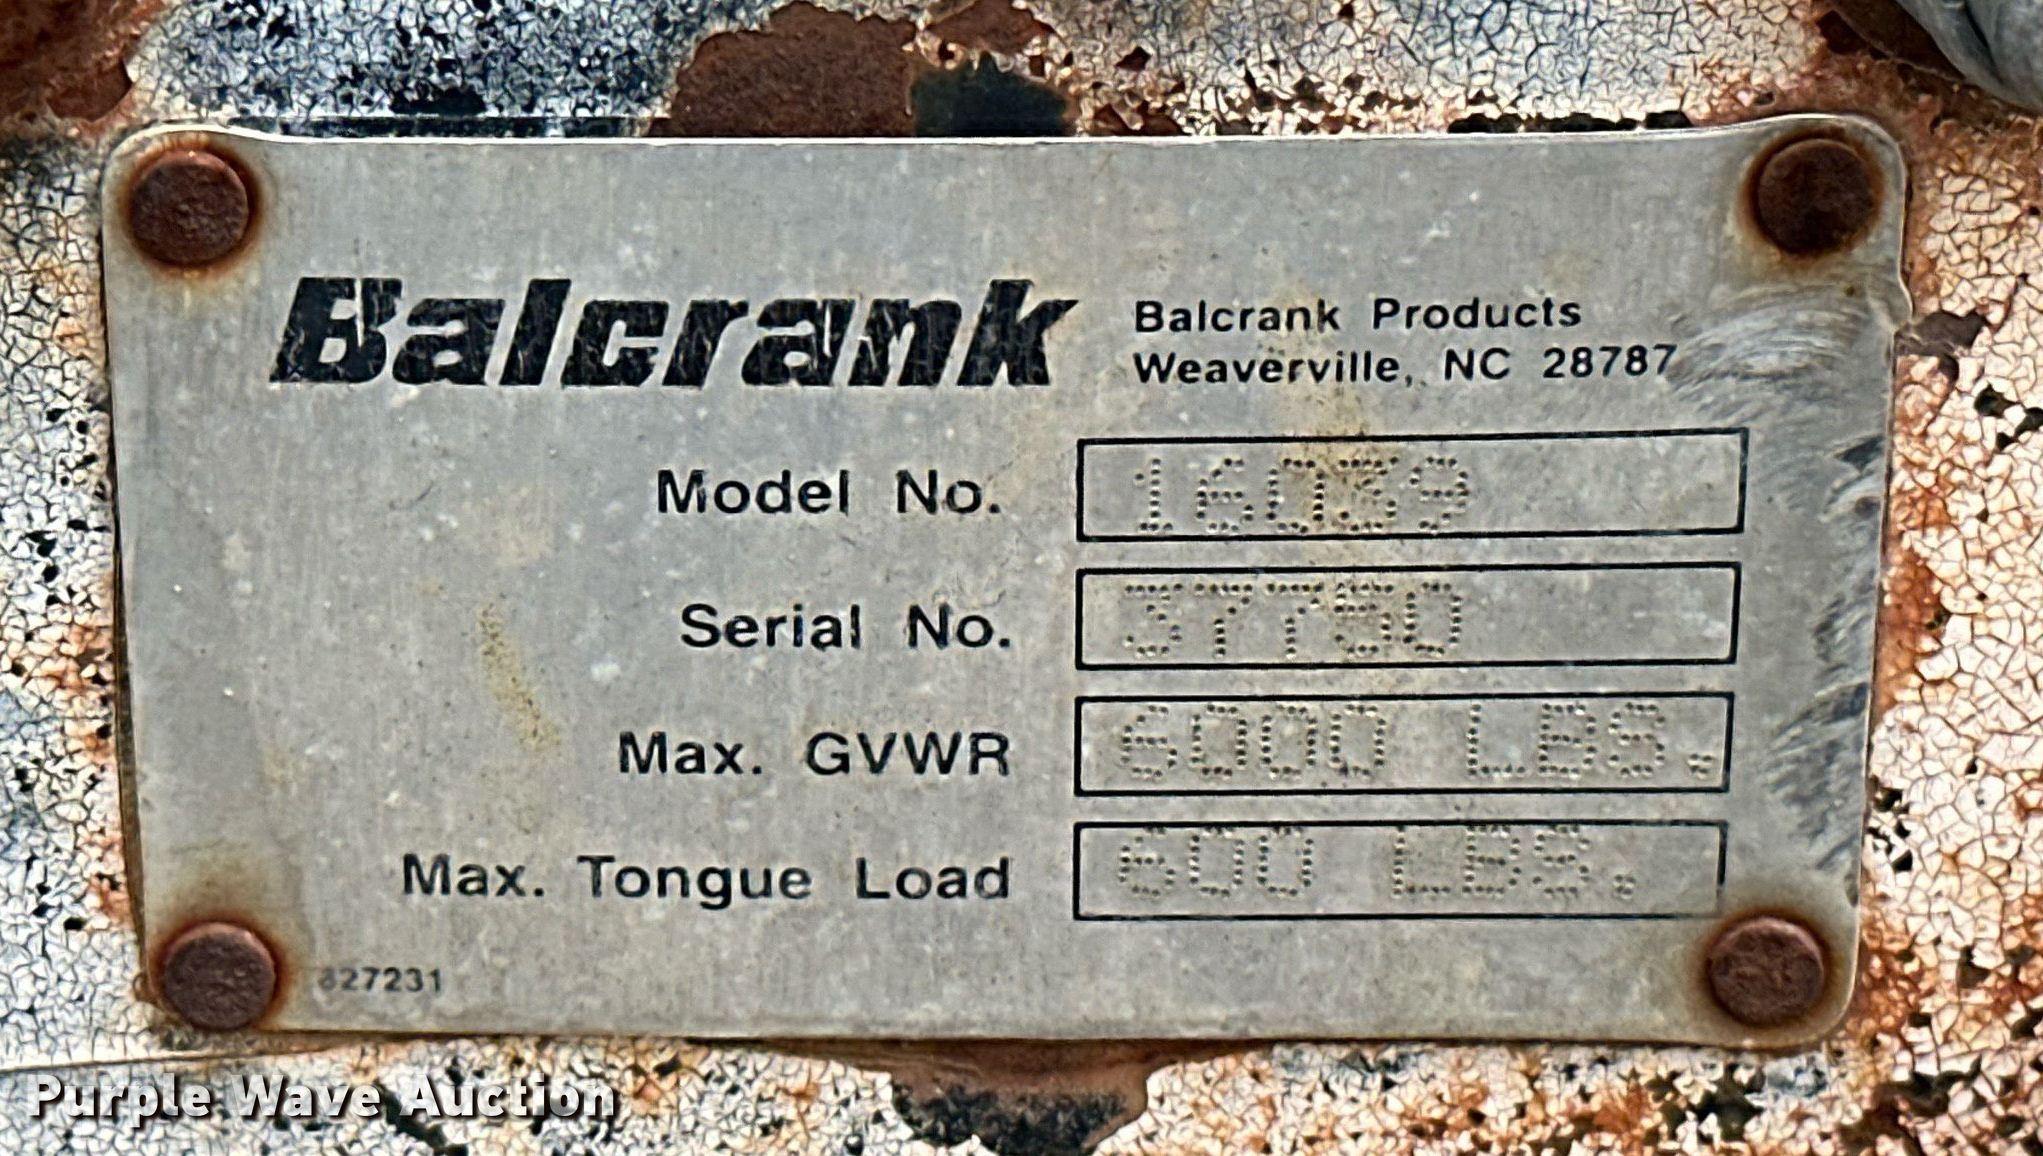 Balcrank
Balcrank Products
Weaverville, NC 28787
Model No. 16039
Serial No. 37750
Max. GVWR 6000 LBS.
Max. Tongue Load 600 LBS.
827231
Purple Wave Auction